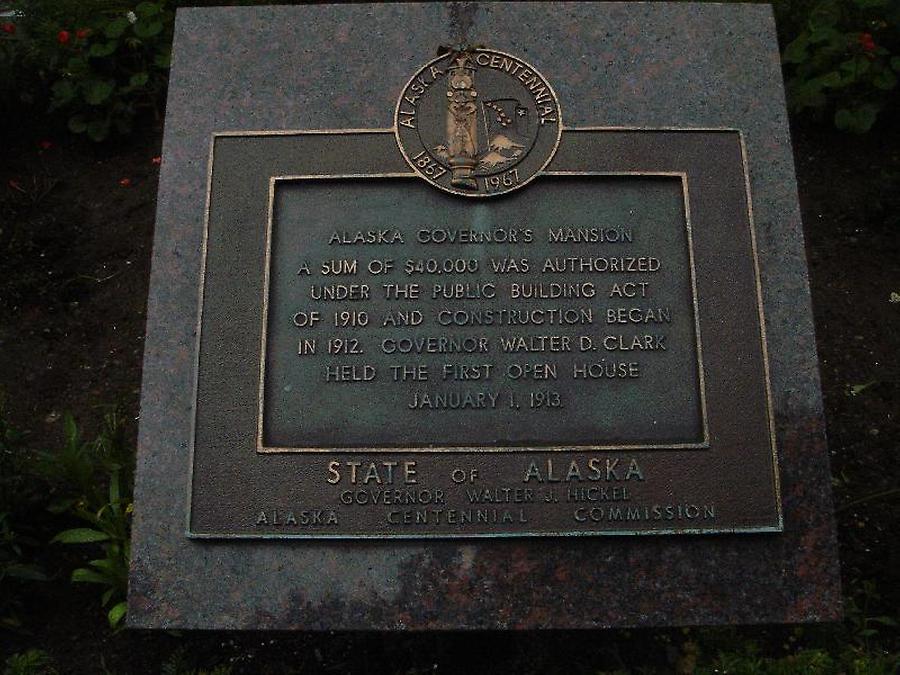 ALASKA CENTENNIAL
1867 1967
ALASKA GOVERNOR'S MANSION
A SUM OF $40,000 WAS AUTHORIZED
UNDER THE PUBLIC BUILDING ACT
OF 1910 AND CONSTRUCTION BEGAN
IN 1912. GOVERNOR WALTER D. CLARK
HELD THE FIRST OPEN HOUSE
JANUARY 1, 1913.
STATE OF ALASKA
GOVERNOR WALTER J. HICKEL
ALASKA CENTENNIAL COMMISSION